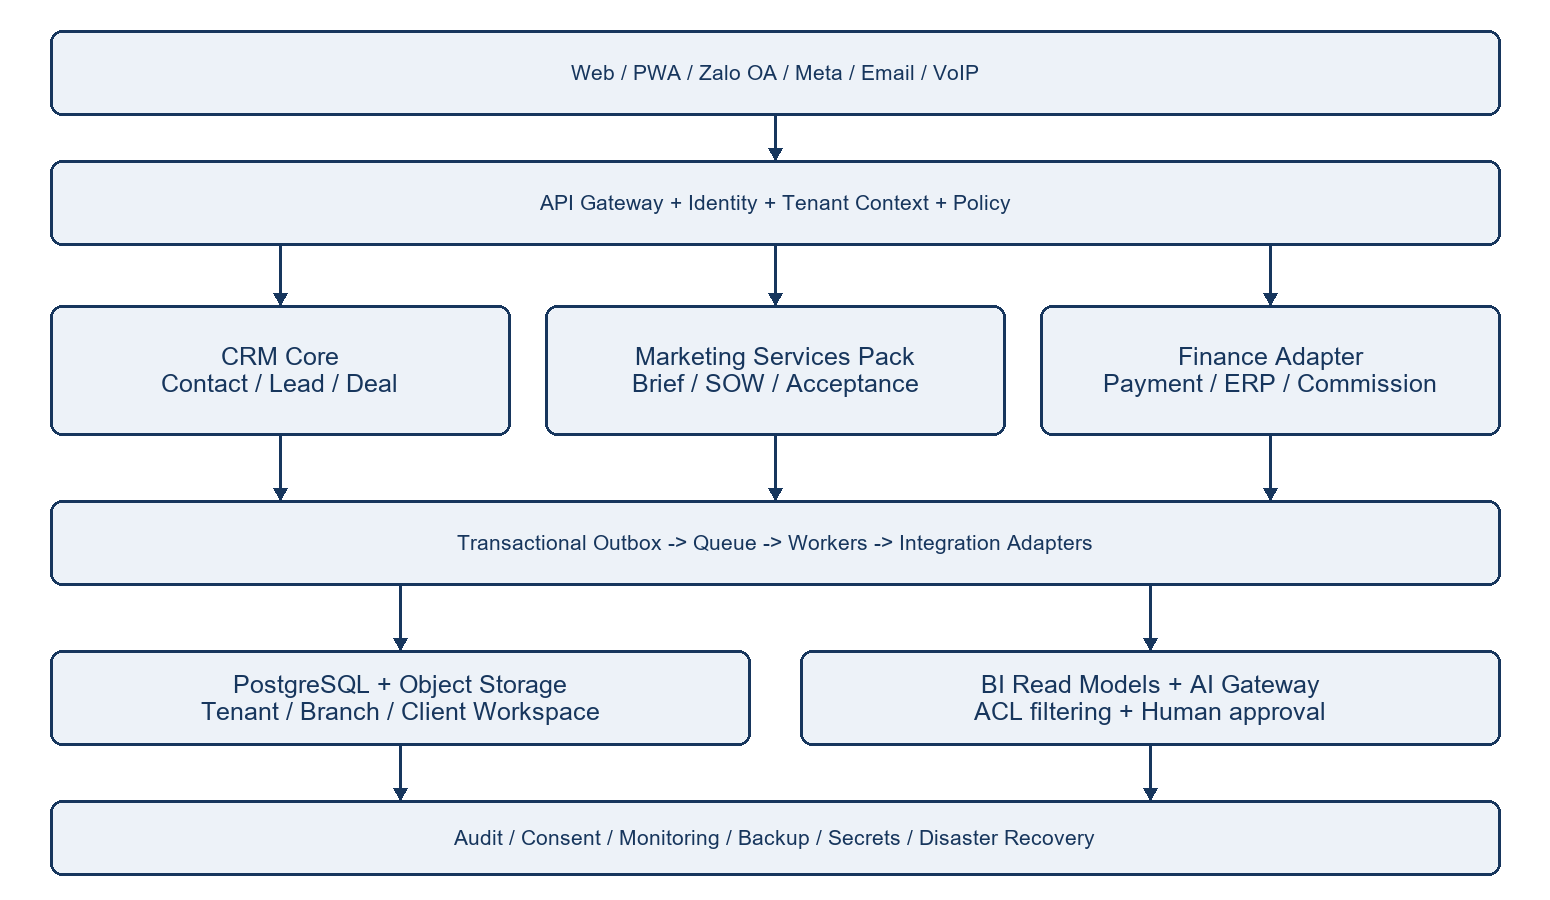 Web / PWA / Zalo OA / Meta / Email / VoIP
API Gateway + Identity + Tenant Context + Policy
CRM Core
Contact / Lead / Deal
Marketing Services Pack
Brief / SOW / Acceptance
Finance Adapter
Payment / ERP / Commission
Transactional Outbox -> Queue -> Workers -> Integration Adapters
PostgreSQL + Object Storage
Tenant / Branch / Client Workspace
BI Read Models + AI Gateway
ACL filtering + Human approval
Audit / Consent / Monitoring / Backup / Secrets / Disaster Recovery